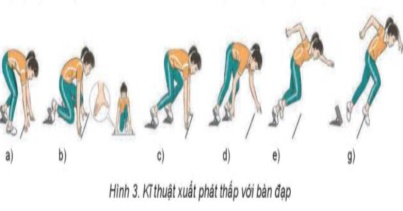 a) b) c) d) e) g)
Hình 3. Kĩ thuật xuất phát thấp với bàn đạp